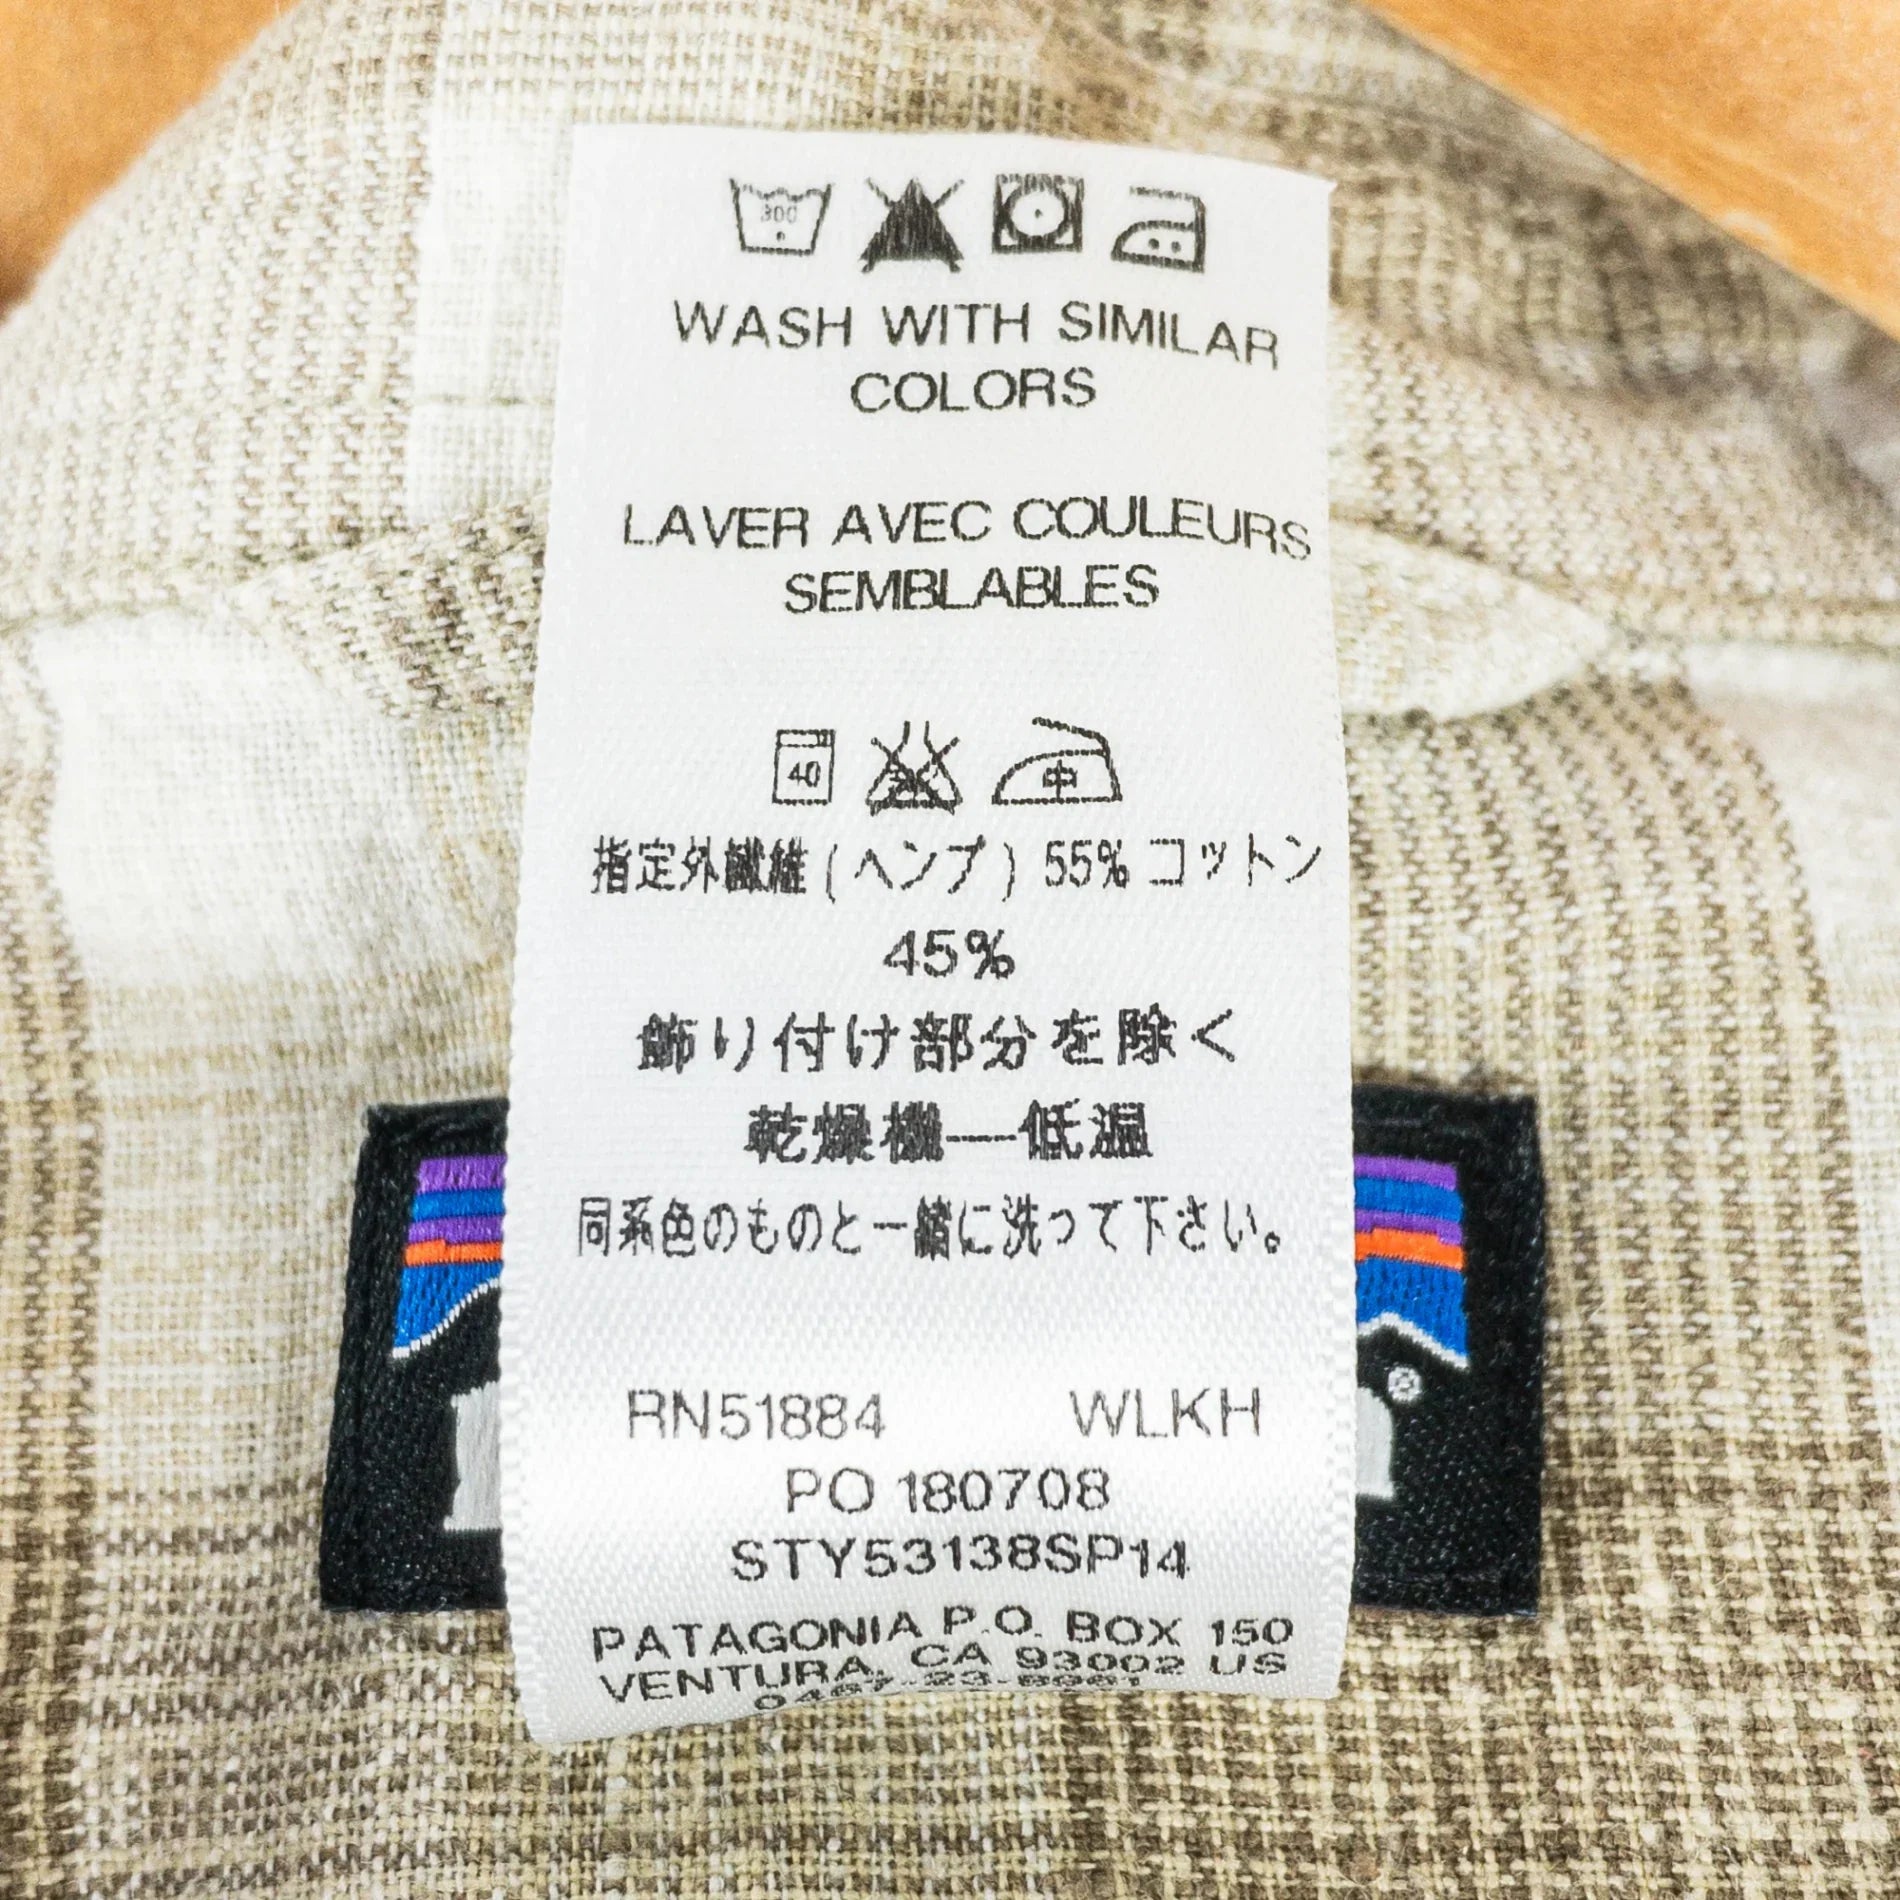 30C
WASH WITH SIMILAR
COLORS
LAVER AVEC COULEURS
SEMBLABLES
40 中
指定外繊維 (ヘンプ) 55% コットン
45%
飾り付け部分を除く
乾燥機—低温
同系色のものと一緒に洗って下さい。
RN51884 WLKH
PO 180708
STY53138SP14
PATAGONIA P.O. BOX 150
VENTURA, CA 93002 US
®